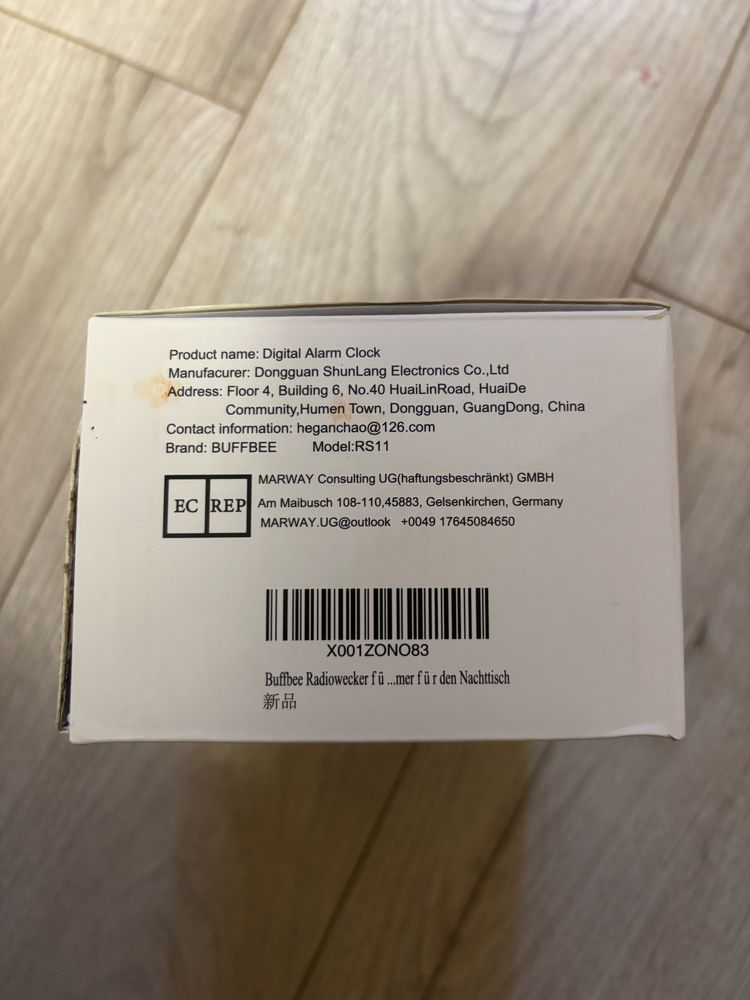 Product name: Digital Alarm Clock
Manufacurer: Dongguan ShunLang Electronics Co.,Ltd
Address: Floor 4, Building 6, No.40 HuaiLinRoad, HuaiDe
Community,Humen Town, Dongguan, GuangDong, China
Contact information: heganchao@126.com
Brand: BUFFBEE Model:RS11
EC REP
MARWAY Consulting UG(haftungsbeschränkt) GMBH
Am Maibusch 108-110,45883, Gelsenkirchen, Germany
MARWAY.UG@outlook +0049 17645084650
X001ZONO83
Buffbee Radiowecker f ü ...mer f ü r den Nachttisch
新品